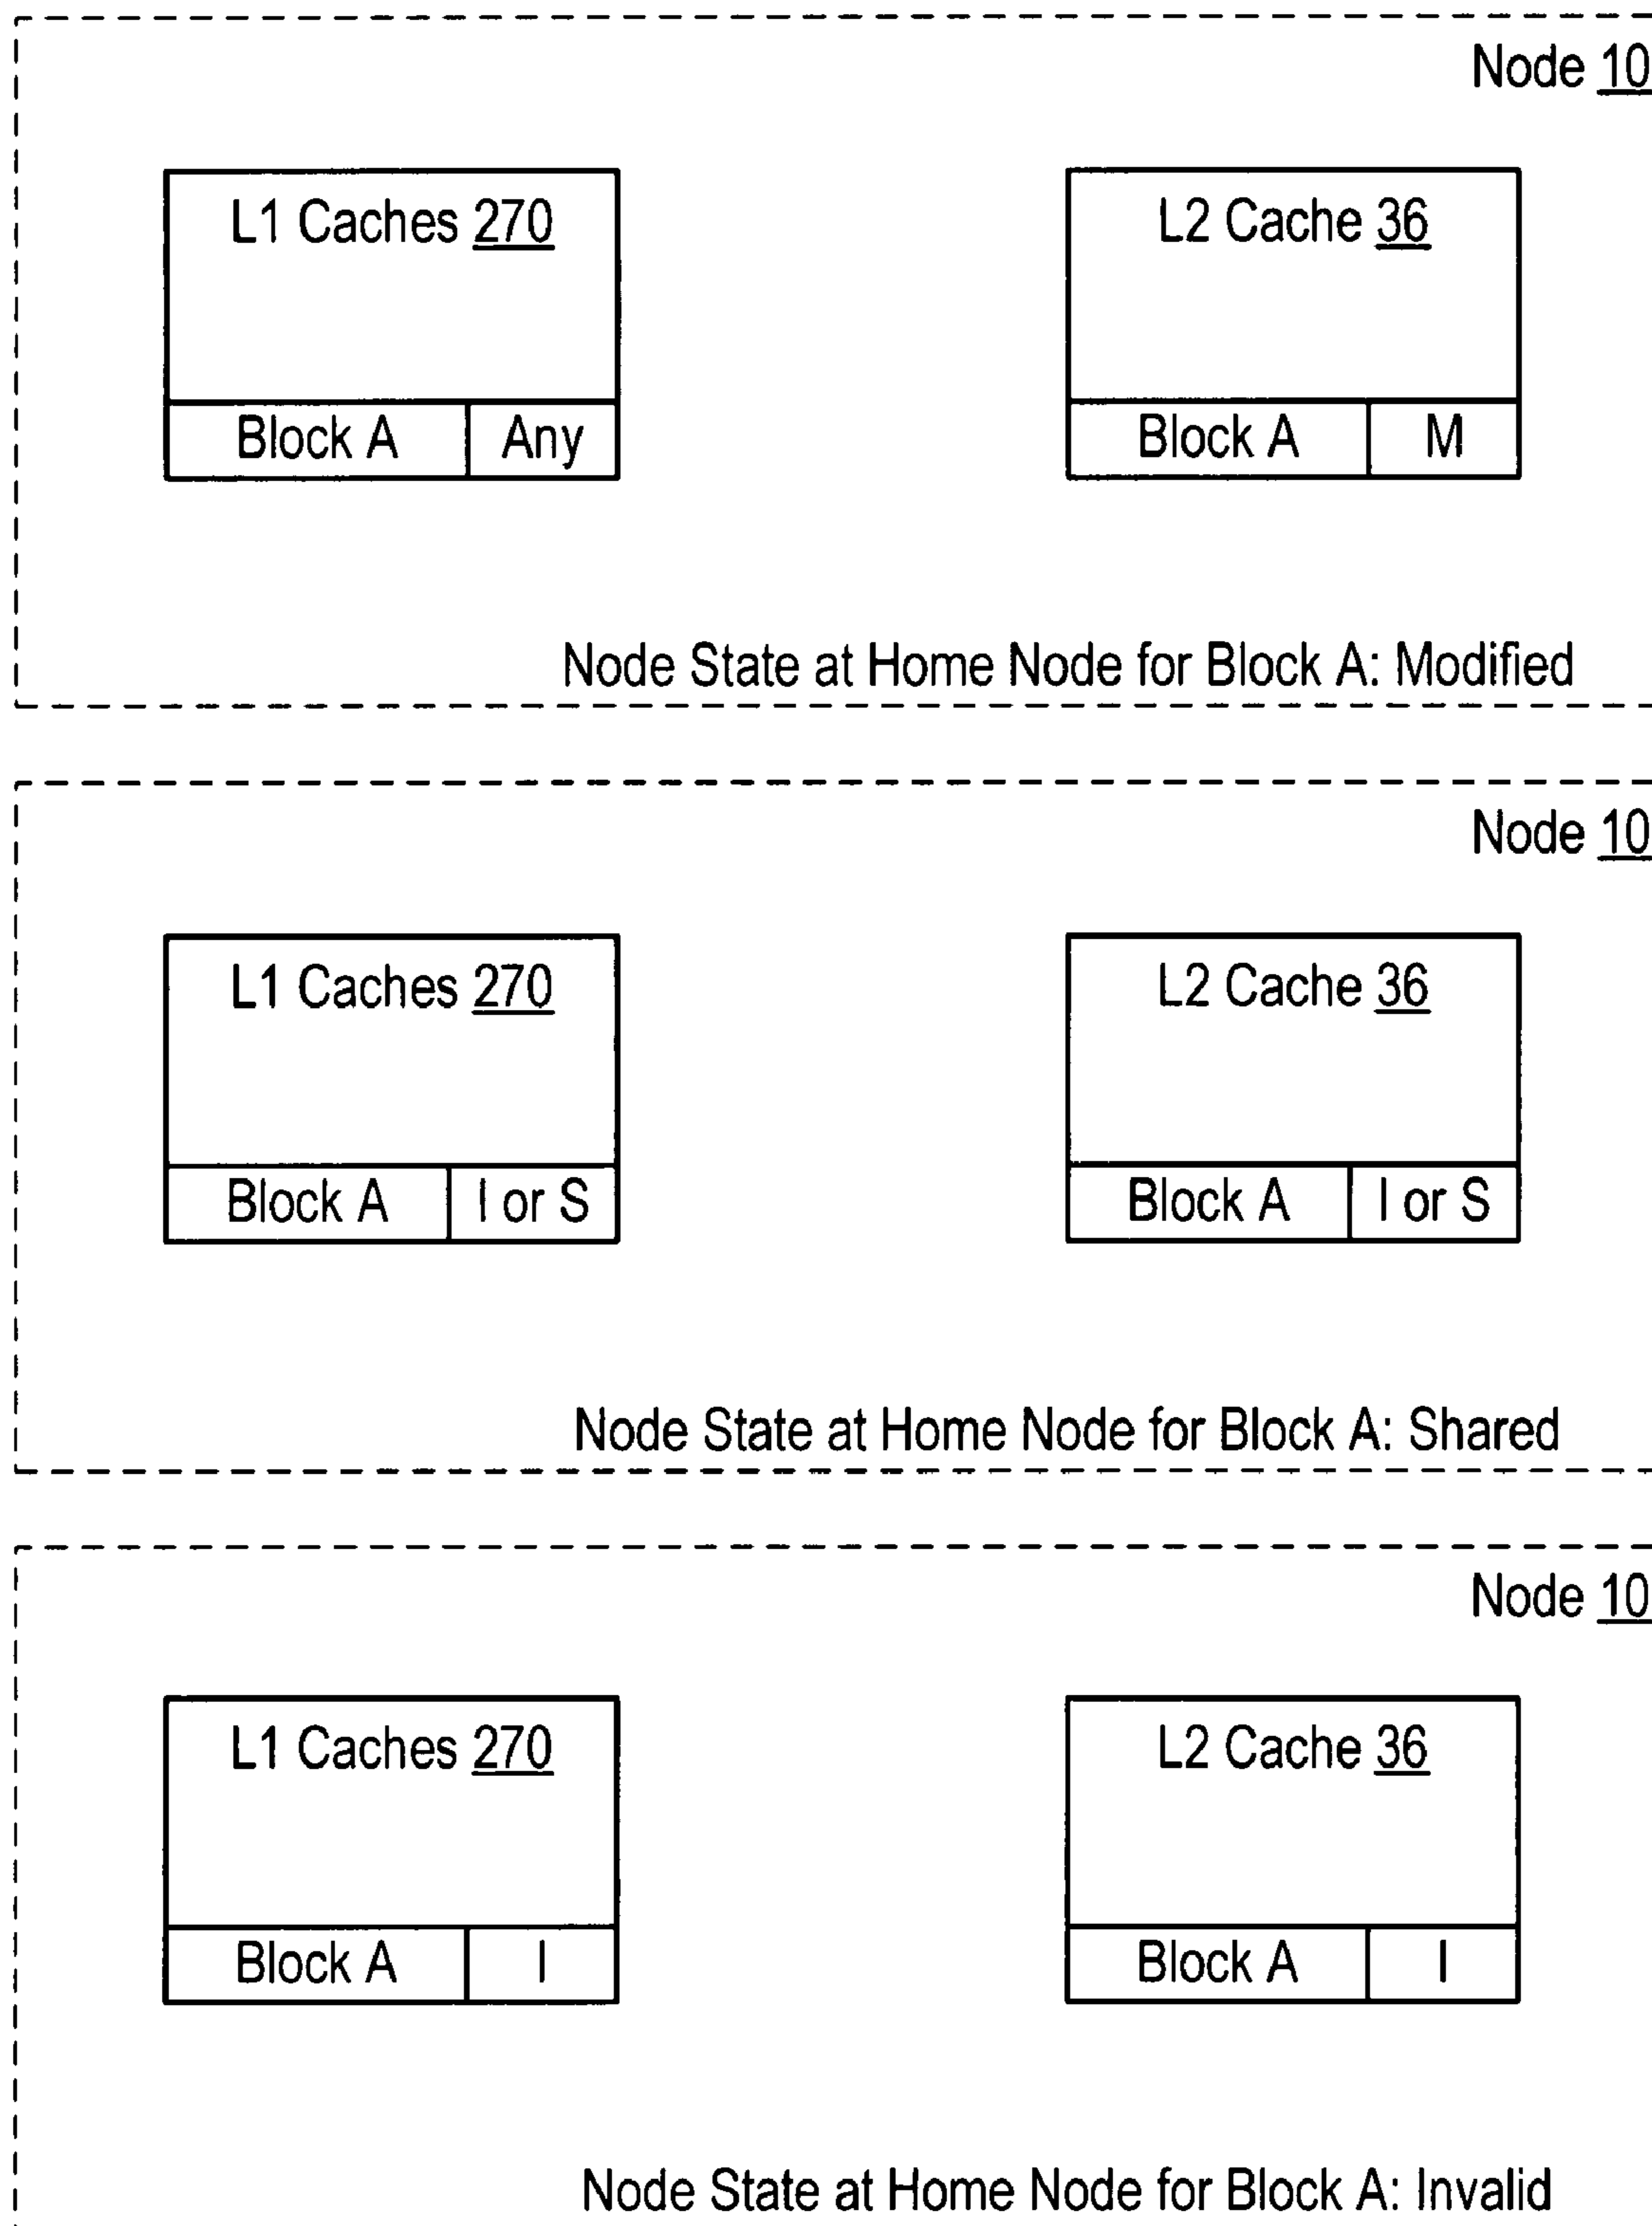 Node 10
L1 Caches 270
L2 Cache 36
Block A Any
Block A M
Node State at Home Node for Block A: Modified
Node 10
L1 Caches 270
L2 Cache 36
Block A I or S
Block A I or S
Node State at Home Node for Block A: Shared
Node 10
L1 Caches 270
L2 Cache 36
Block A I
Block A I
Node State at Home Node for Block A: Invalid